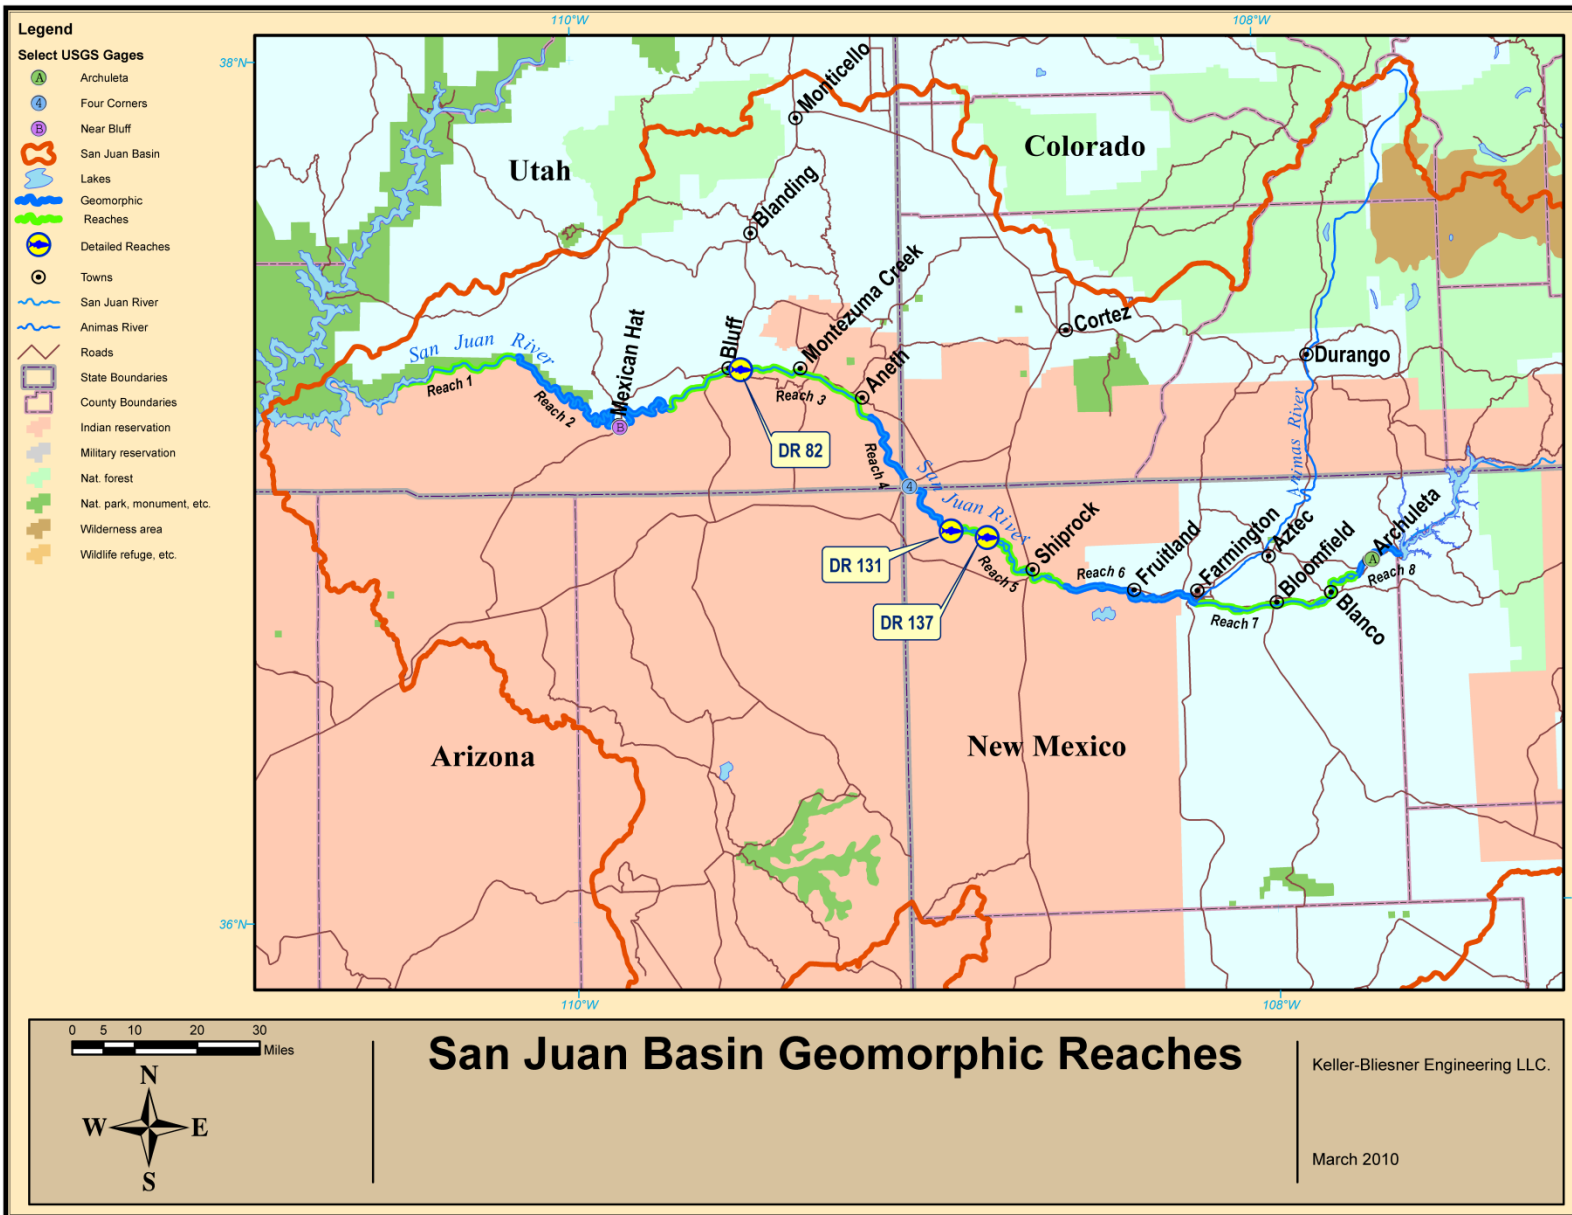 110°W
108°W
Legend
Select USGS Gages
A Archuleta
4 Four Corners
B Near Bluff
San Juan Basin
Lakes
Geomorphic
Reaches
Detailed Reaches
Towns
San Juan River
Animas River
Roads
State Boundaries
County Boundaries
Indian reservation
Military reservation
Nat. forest
Nat. park, monument, etc.
Wilderness area
Wildlife refuge, etc.
38°N
Monticello
Colorado
Utah
Blanding
Montezuma Creek
Cortez
Mexican Hat
Bluff
San Juan River
Durango
Aneth
Reach 1
Reach 2
Reach 3
B
DR 82
Animas River
Reach 4
San Juan River
4
Archuleta
Aztec
Farmington
Bloomfield
Shiprock
Fruitland
A
DR 131
Reach 5
Reach 6
Reach 8
Blanco
DR 137
Reach 7
Arizona
New Mexico
36°N
110°W
108°W
0 5 10 20 30
Miles
N
W E
S
San Juan Basin Geomorphic Reaches
Keller-Bliesner Engineering LLC.
March 2010